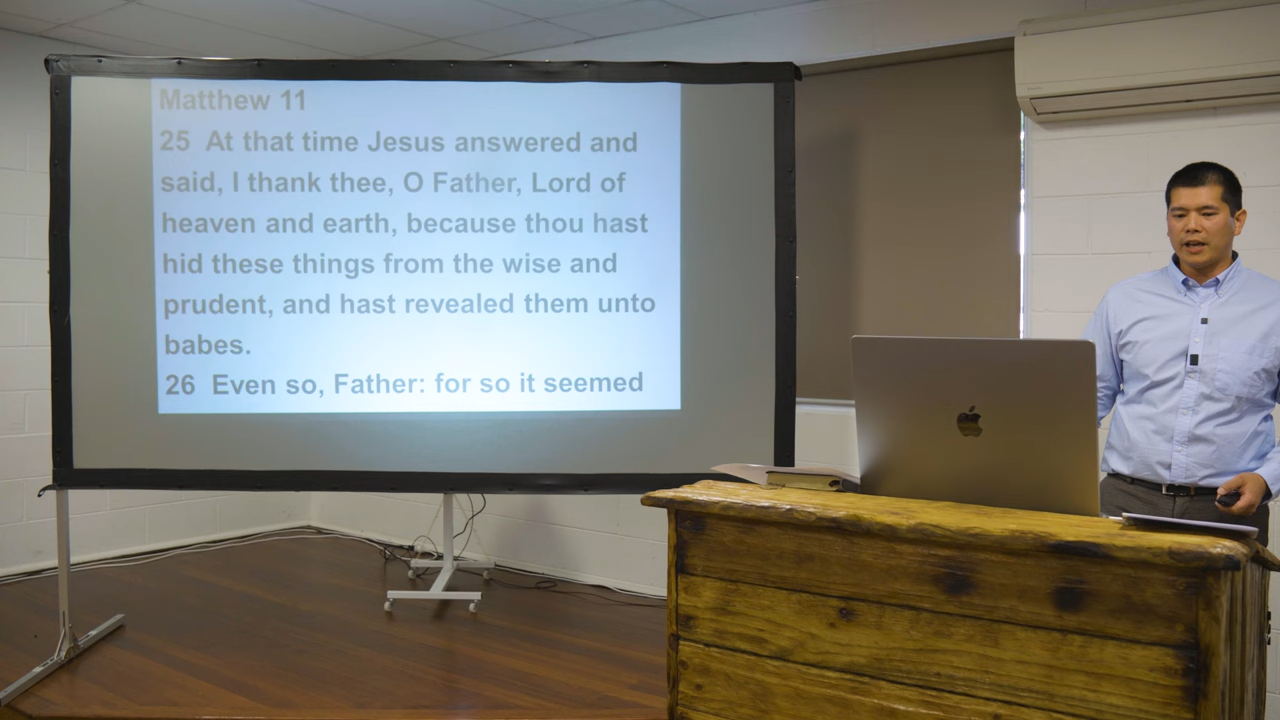 Matthew 11
25 At that time Jesus answered and
said, I thank thee, O Father, Lord of
heaven and earth, because thou hast
hid these things from the wise and
prudent, and hast revealed them unto
babes.
26 Even so, Father: for so it seemed